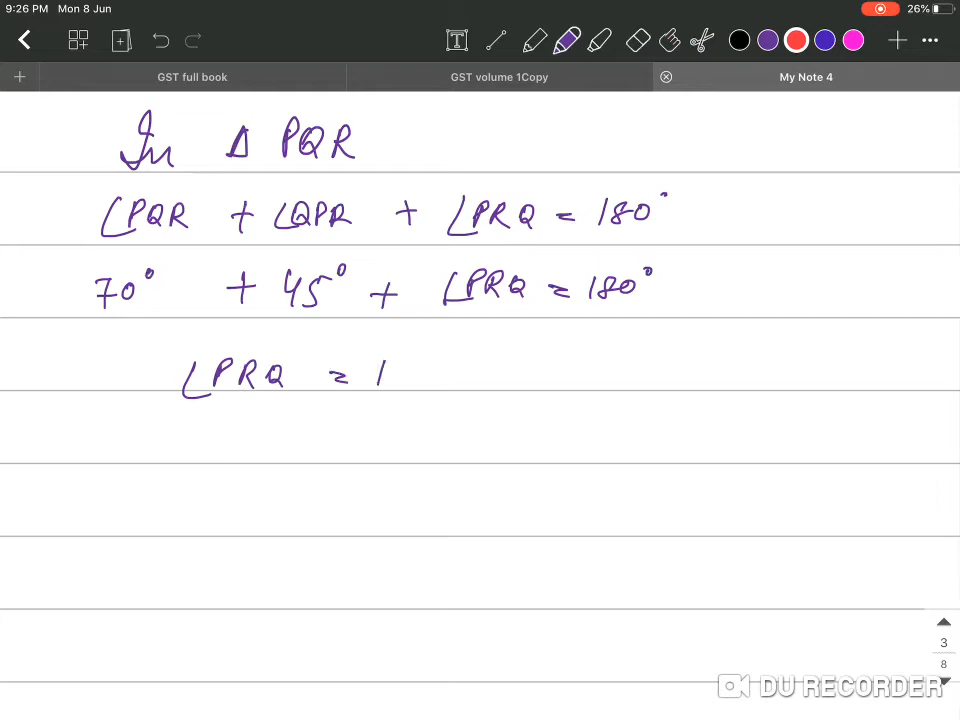 9:26 PM Mon 8 Jun 26%
GST full book GST volume 1Copy My Note 4
In Δ PQR
∠PQR + ∠QPR + ∠PRQ = 180°
70° + 45° + ∠PRQ = 180°
∠PRQ = 1
3
8
DU RECORDER